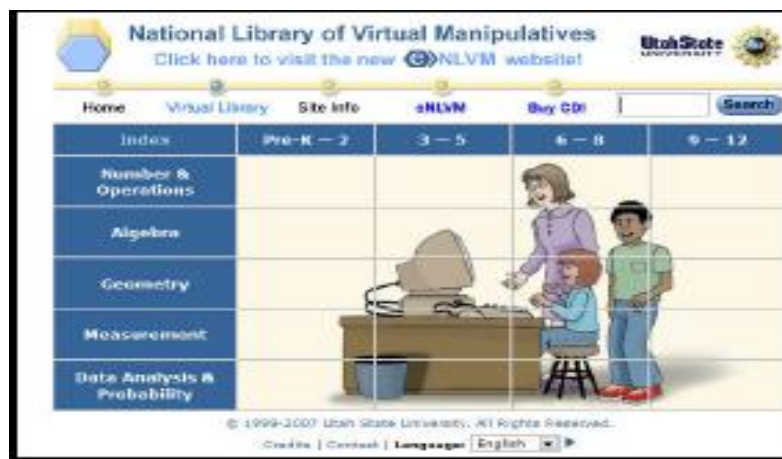 National Library of Virtual Manipulatives
Click here to visit the new eNLVM website!
UtahState
UNIVERSITY
Home Virtual Library Site Info eNLVM Buy CD! Search
Index Pre-K — 2 3 — 5 6 — 8 9 — 12
Number &
Operations
Algebra
Geometry
Measurement
Data Analysis &
Probability
© 1999-2007 Utah State University. All Rights Reserved.
Credits | Contact | Language: English